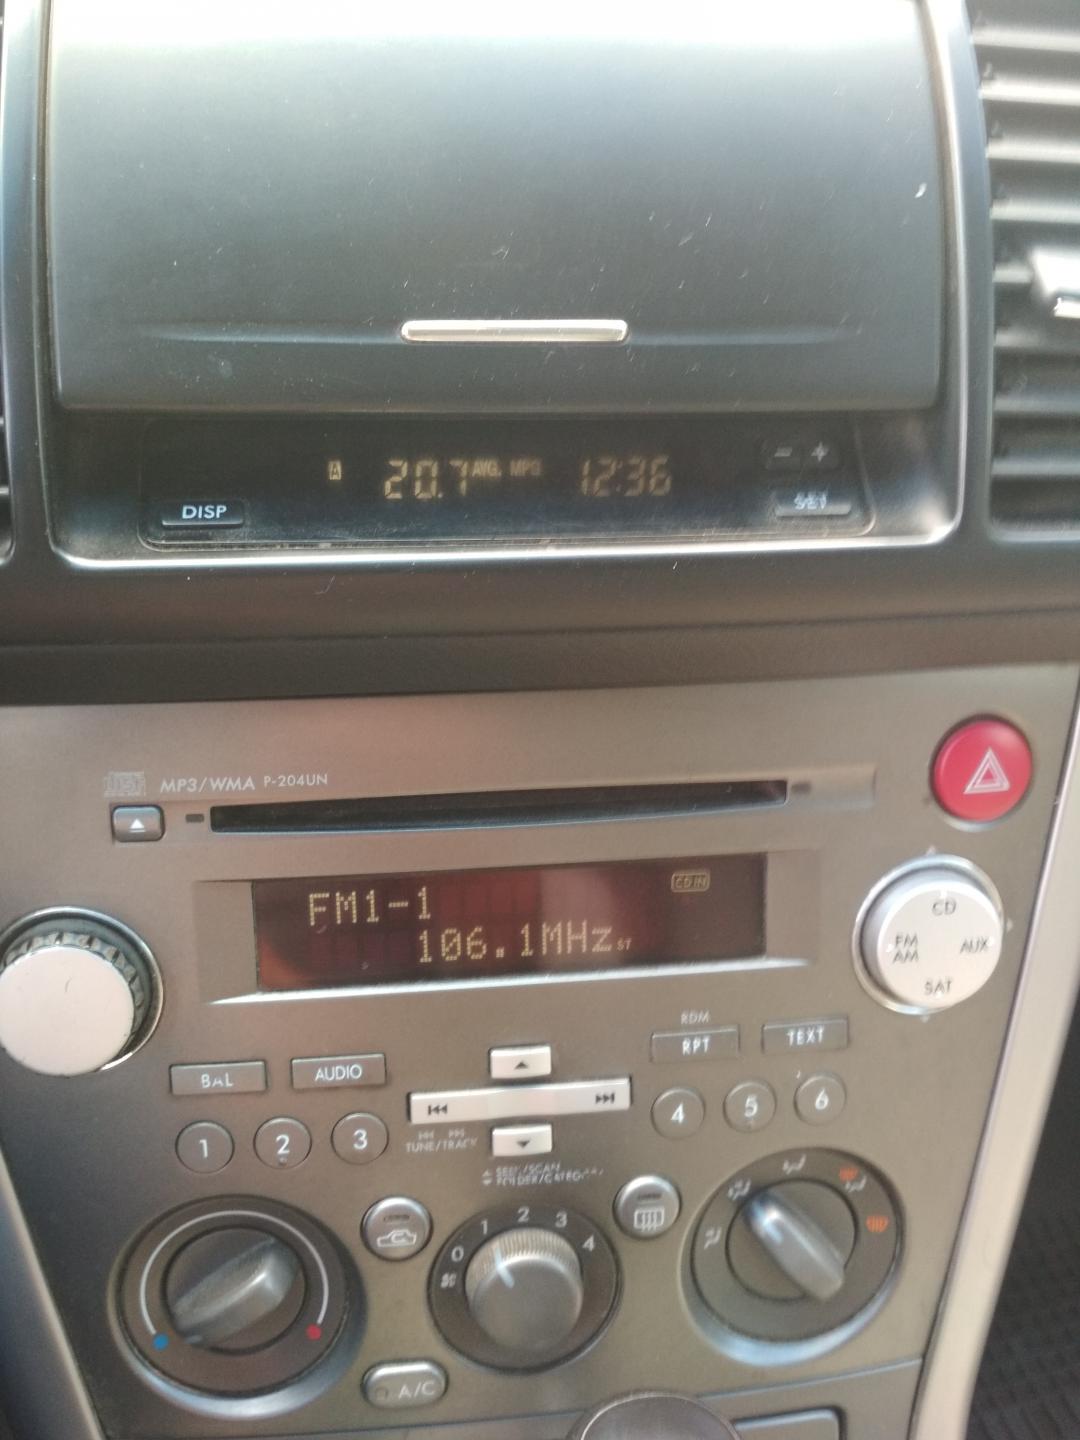 A 20.7 AVG. MPG 12:36
- +
DISP
SET
MP3/WMA P-204UN
FM1-1
CD IN
106.1MHz ST
CD
FM
AM
AUX
SAT
RDM
RPT
TEXT
BAL
AUDIO
1
2
3
4
5
6
TUNE/TRACK
0
1
2
3
4
A/C